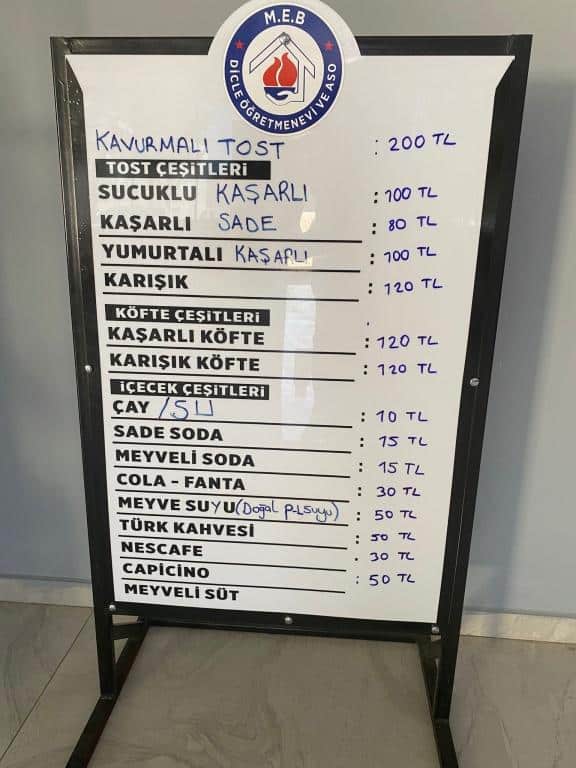 M.E.B
DİCLE ÖĞRETMENEVİ VE ASO
KAVURMALI TOST : 200 TL
TOST ÇEŞİTLERİ
SUCUKLU KAŞARLI : 100 TL
KAŞARLI SADE : 80 TL
YUMURTALI KAŞARLI : 100 TL
KARIŞIK : 120 TL
KÖFTE ÇEŞİTLERİ
KAŞARLI KÖFTE : 120 TL
KARIŞIK KÖFTE : 120 TL
İÇECEK ÇEŞİTLERİ
ÇAY /SU : 10 TL
SADE SODA : 15 TL
MEYVELİ SODA : 15 TL
COLA - FANTA : 30 TL
MEYVE SUYU (Doğal P.Suyu) : 50 TL
TÜRK KAHVESİ : 50 TL
NESCAFE : 30 TL
CAPICINO : 50 TL
MEYVELİ SÜT